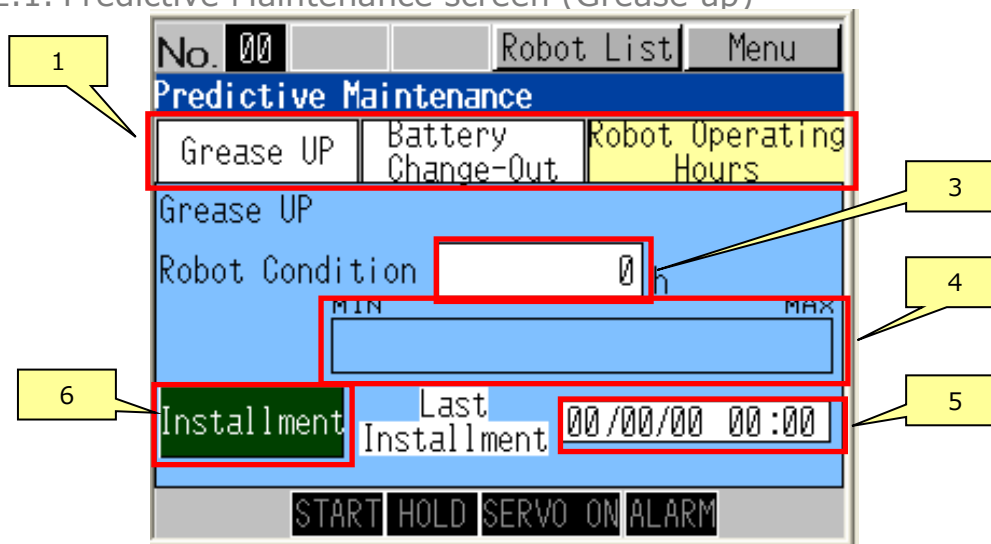 2.1. Predictive Maintenance screen (Grease up)
1
No. 00 Robot List Menu
Predictive Maintenance
Grease UP Battery Change-Out Robot Operating Hours
3
Grease UP
Robot Condition 0 h
4
MIN MAX
6
Installment Last Installment 00/00/00 00:00
5
START HOLD SERVO ON ALARM